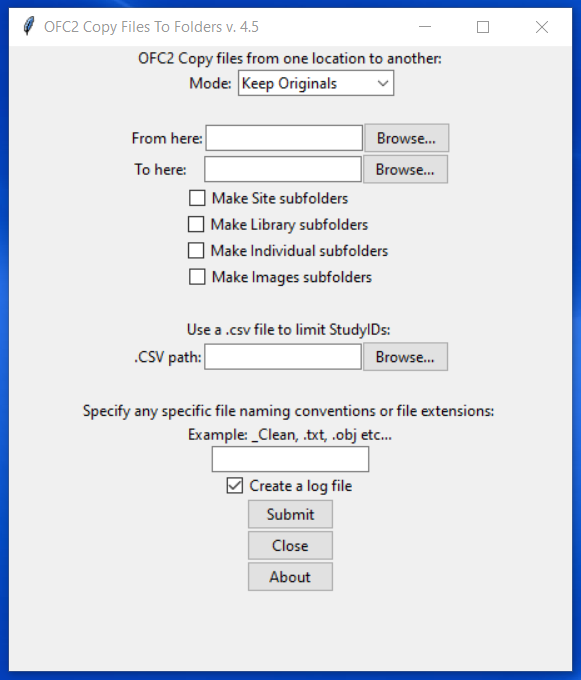 OFC2 Copy Files To Folders v. 4.5
OFC2 Copy files from one location to another:
Mode: Keep Originals
From here: Browse...
To here: Browse...
Make Site subfolders
Make Library subfolders
Make Individual subfolders
Make Images subfolders
Use a .csv file to limit StudyIDs:
.CSV path: Browse...
Specify any specific file naming conventions or file extensions:
Example: _Clean, .txt, .obj etc...
Create a log file
Submit
Close
About